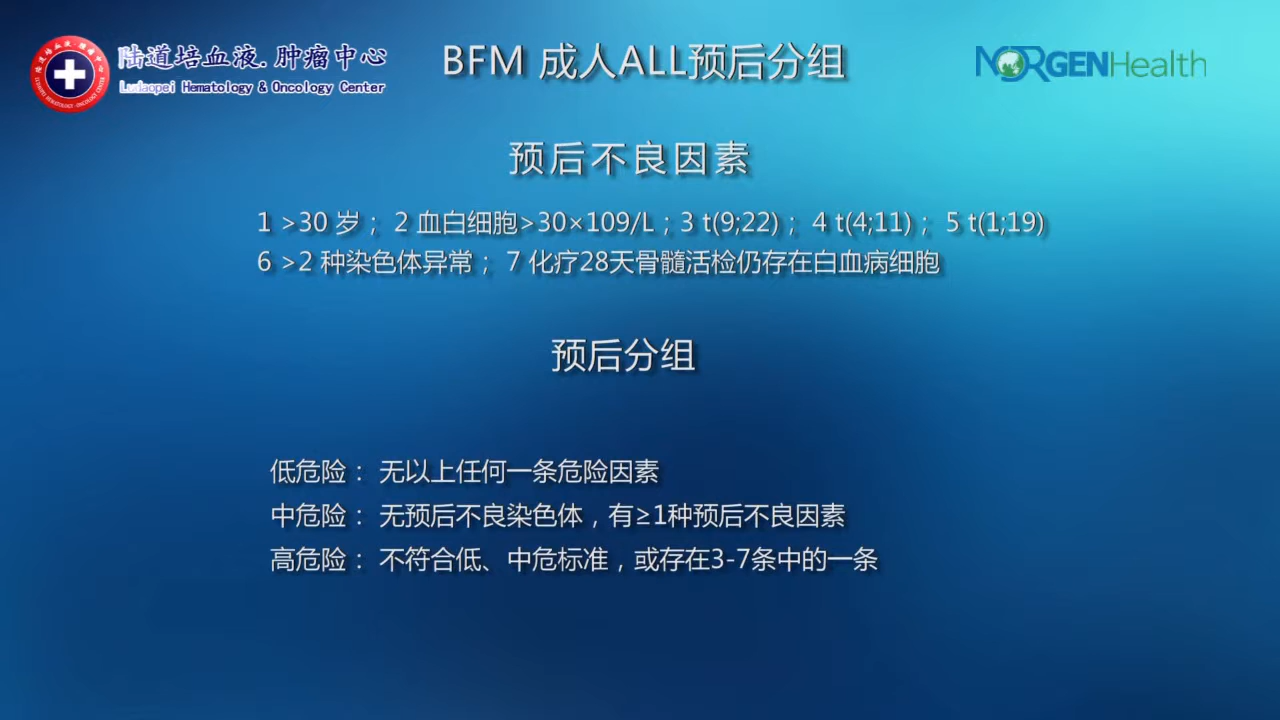 陆道培血液.肿瘤中心
Ludaopei Hematology & Oncology Center
BFM 成人ALL预后分组
NORGENHealth
预后不良因素
1 >30 岁； 2 血白细胞>30×109/L；3 t(9;22)； 4 t(4;11)； 5 t(1;19)
6 >2 种染色体异常； 7 化疗28天骨髓活检仍存在白血病细胞
预后分组
低危险： 无以上任何一条危险因素
中危险： 无预后不良染色体，有≥1种预后不良因素
高危险： 不符合低、中危标准，或存在3-7条中的一条